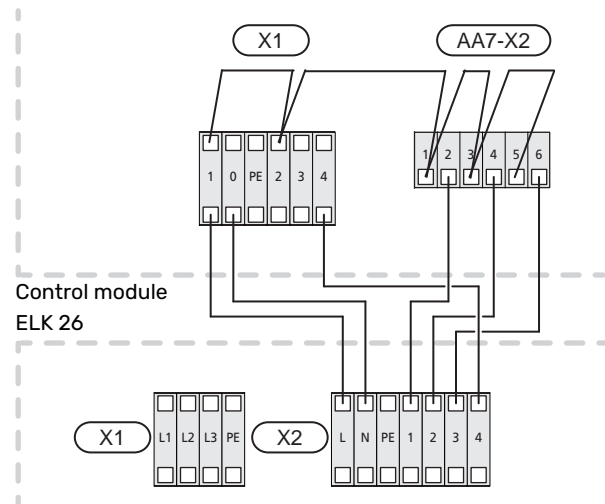 X1 AA7-X2
1 0 PE 2 3 4 1 2 3 4 5 6
Control module
ELK 26
X1 L1 L2 L3 PE X2 L N PE 1 2 3 4